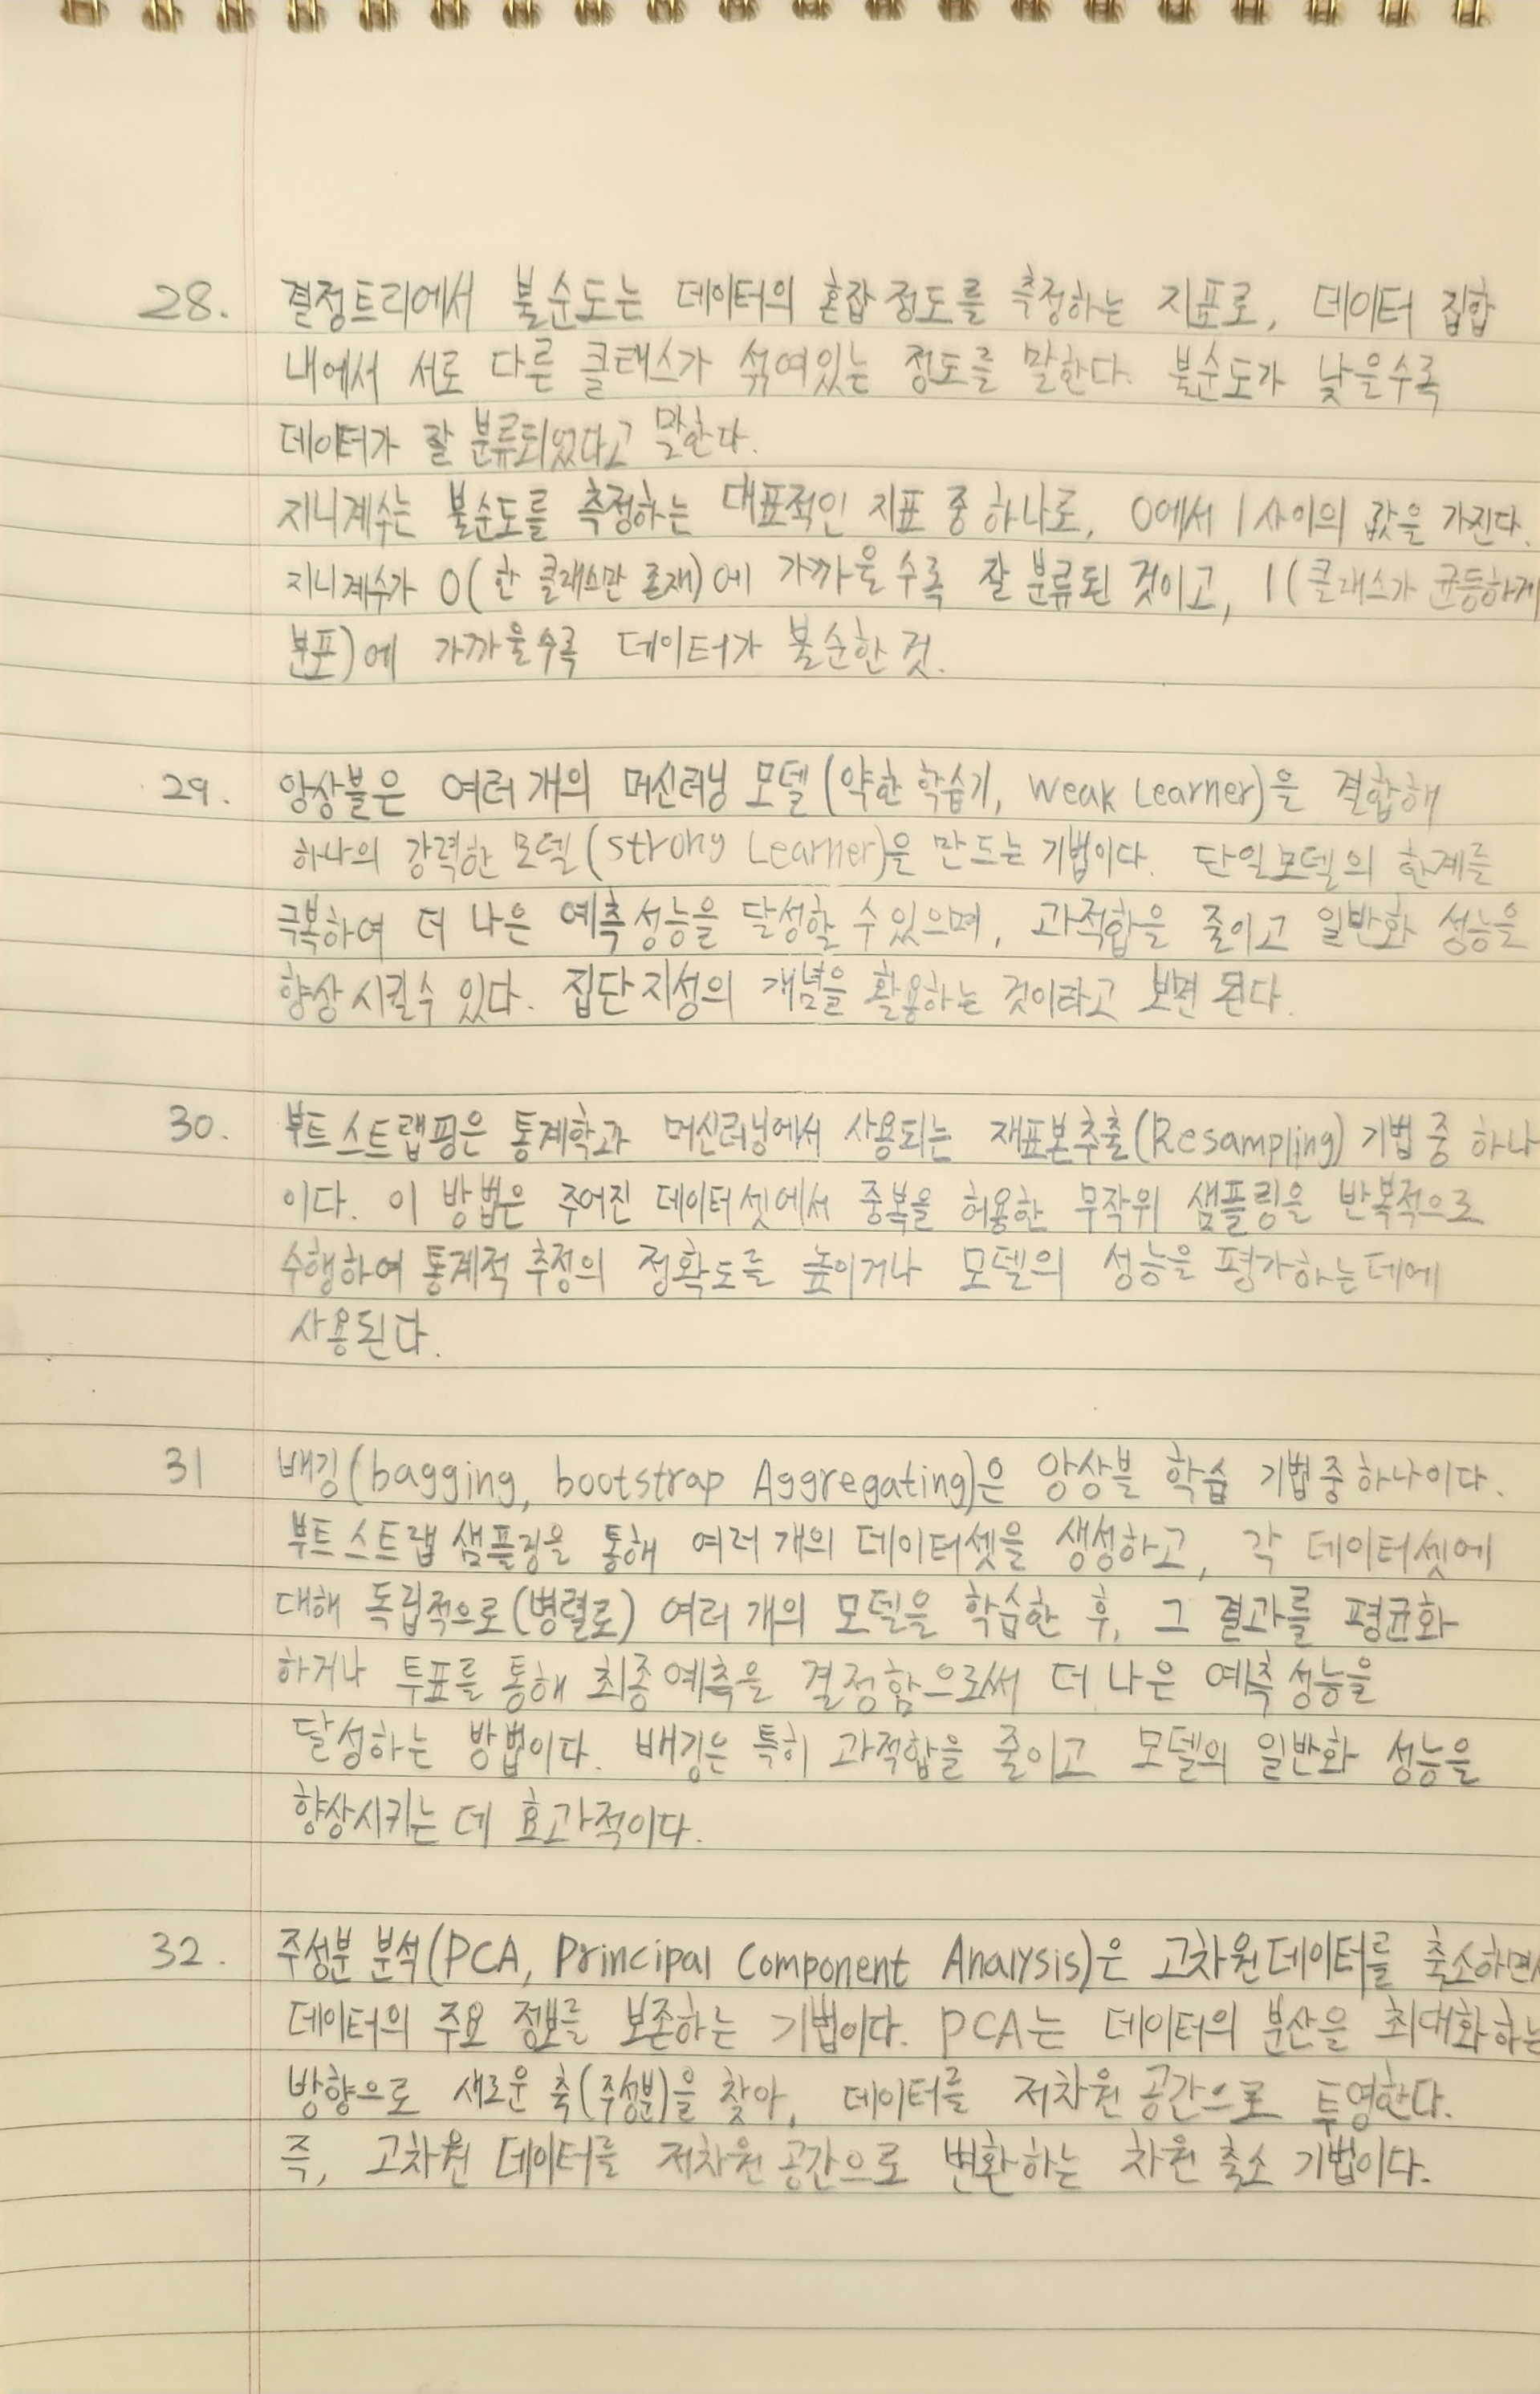 28. 결정트리에서 불순도는 데이터의 혼잡 정도를 측정하는 지표로, 데이터 집합
내에서 서로 다른 클래스가 섞여있는 정도를 말한다. 불순도가 낮을수록
데이터가 잘 분류되었다고 말한다.
지니계수는 불순도를 측정하는 대표적인 지표 중 하나로, 0에서 1 사이의 값을 가진다.
지니계수가 0(한 클래스만 존재)에 가까울수록 잘 분류된 것이고, 1(클래스가 균등하게
분포)에 가까울수록 데이터가 불순한 것.
29. 앙상블은 여러 개의 머신러닝 모델(약한 학습기, Weak Learner)을 결합해
하나의 강력한 모델(Strong Learner)을 만드는 기법이다. 단일모델의 한계를
극복하여 더 나은 예측 성능을 달성할 수 있으며, 과적합을 줄이고 일반화 성능을
향상시킬 수 있다. 집단지성의 개념을 활용하는 것이라고 보면 된다.
30. 부트스트랩핑은 통계학과 머신러닝에서 사용되는 재표본추출(Resampling) 기법 중 하나
이다. 이 방법은 주어진 데이터셋에서 중복을 허용한 무작위 샘플링을 반복적으로
수행하여 통계적 추정의 정확도를 높이거나 모델의 성능을 평가하는데에
사용된다.
31 배깅(bagging, bootstrap Aggregating)은 앙상블 학습 기법 중 하나이다.
부트스트랩 샘플링을 통해 여러 개의 데이터셋을 생성하고, 각 데이터셋에
대해 독립적으로(병렬로) 여러 개의 모델을 학습한 후, 그 결과를 평균화
하거나 투표를 통해 최종 예측을 결정함으로써 더 나은 예측 성능을
달성하는 방법이다. 배깅은 특히 과적합을 줄이고 모델의 일반화 성능을
향상시키는 데 효과적이다.
32. 주성분 분석(PCA, Principal Component Analysis)은 고차원 데이터를 축소하면서
데이터의 주요 정보를 보존하는 기법이다. PCA는 데이터의 분산을 최대화하는
방향으로 새로운 축(주성분)을 찾아, 데이터를 저차원 공간으로 투영한다.
즉, 고차원 데이터를 저차원 공간으로 변환하는 차원 축소 기법이다.